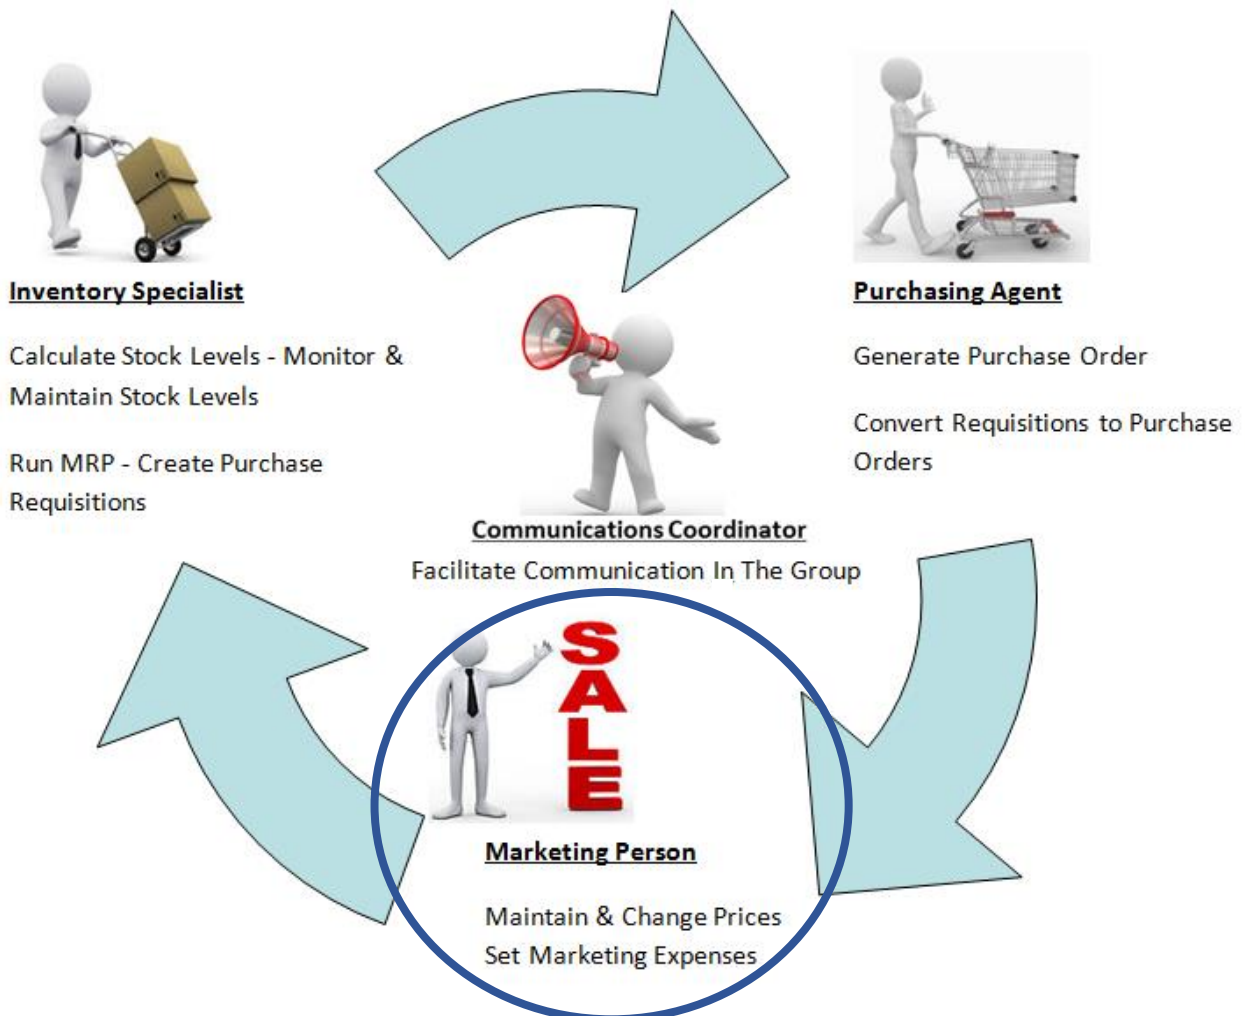 Inventory Specialist
Calculate Stock Levels - Monitor &
Maintain Stock Levels
Run MRP - Create Purchase
Requisitions
Purchasing Agent
Generate Purchase Order
Convert Requisitions to Purchase
Orders
Communications Coordinator
Facilitate Communication In The Group
SALE
Marketing Person
Maintain & Change Prices
Set Marketing Expenses